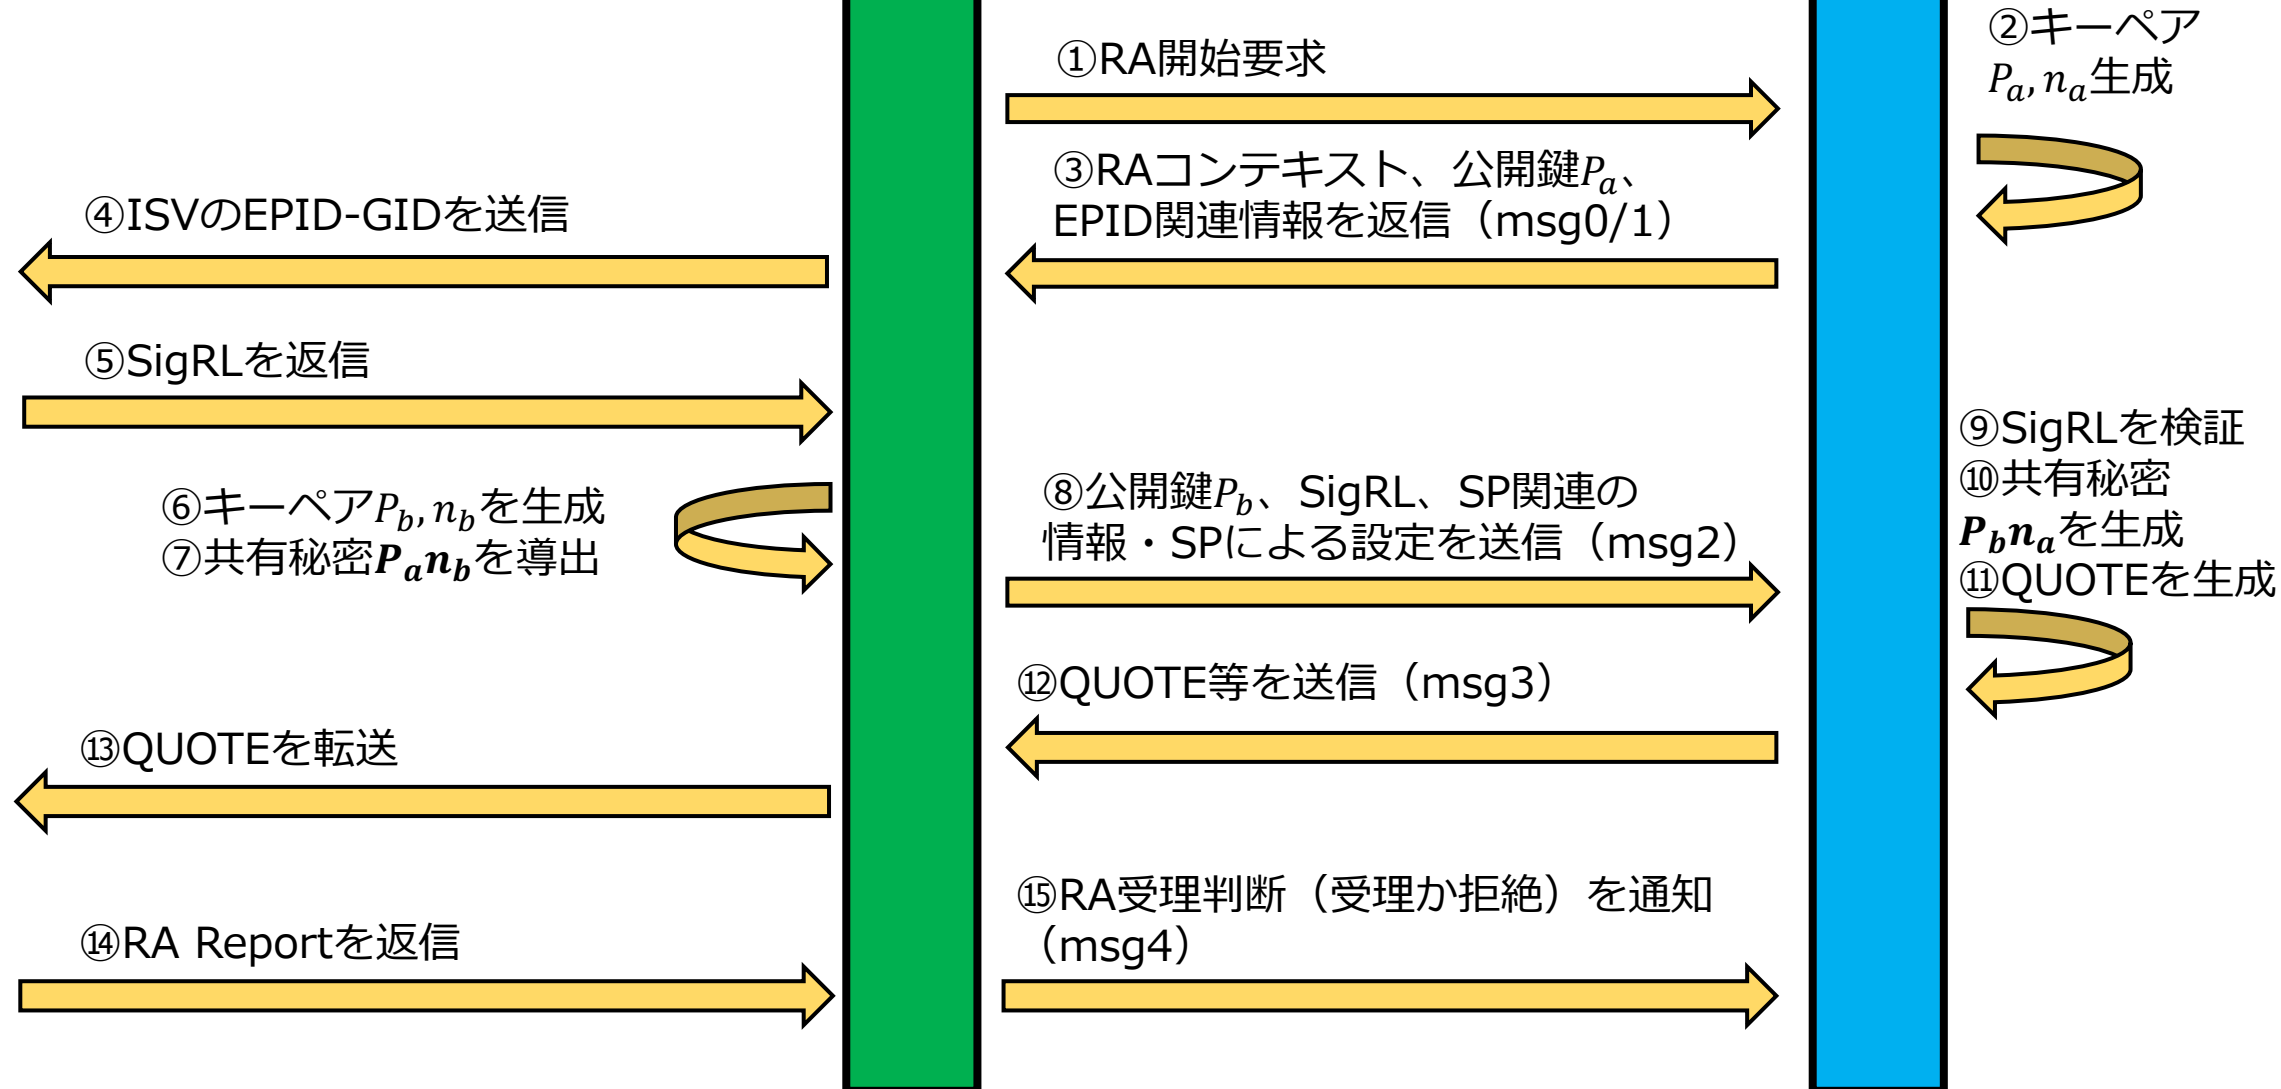 ①RA開始要求
②キーペア
P_a, n_a生成
③RAコンテキスト、公開鍵P_a、
EPID関連情報を返信（msg0/1）
④ISVのEPID-GIDを送信
⑤SigRLを返信
⑥キーペアP_b, n_bを生成
⑦共有秘密P_a n_bを導出
⑧公開鍵P_b、SigRL、SP関連の
情報・SPによる設定を送信（msg2）
⑨SigRLを検証
⑩共有秘密
P_b n_aを生成
⑪QUOTEを生成
⑫QUOTE等を送信（msg3）
⑬QUOTEを転送
⑭RA Reportを返信
⑮RA受理判断（受理か拒絶）を通知
（msg4）